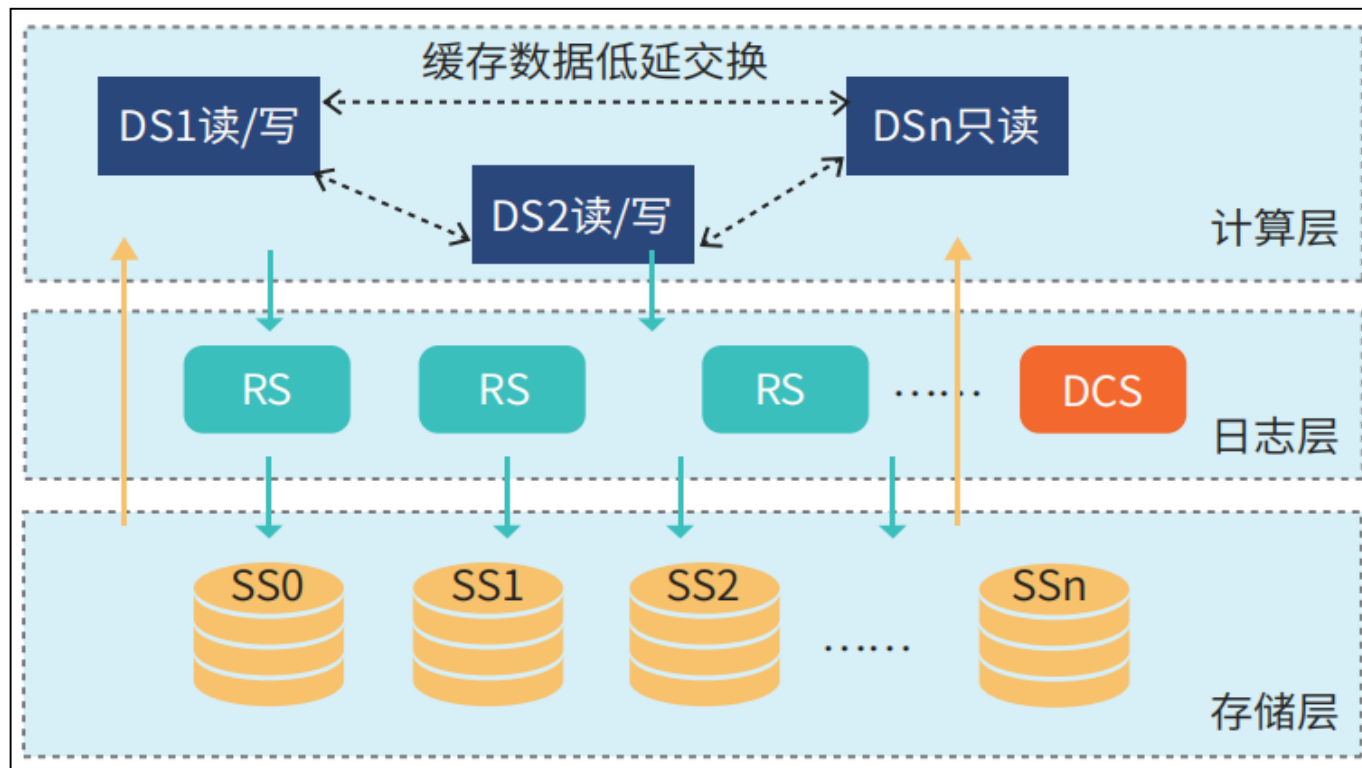 缓存数据低延交换
DS1读/写
DSn只读
DS2读/写
计算层
RS
RS
RS
……
DCS
日志层
SS0
SS1
SS2
……
SSn
存储层